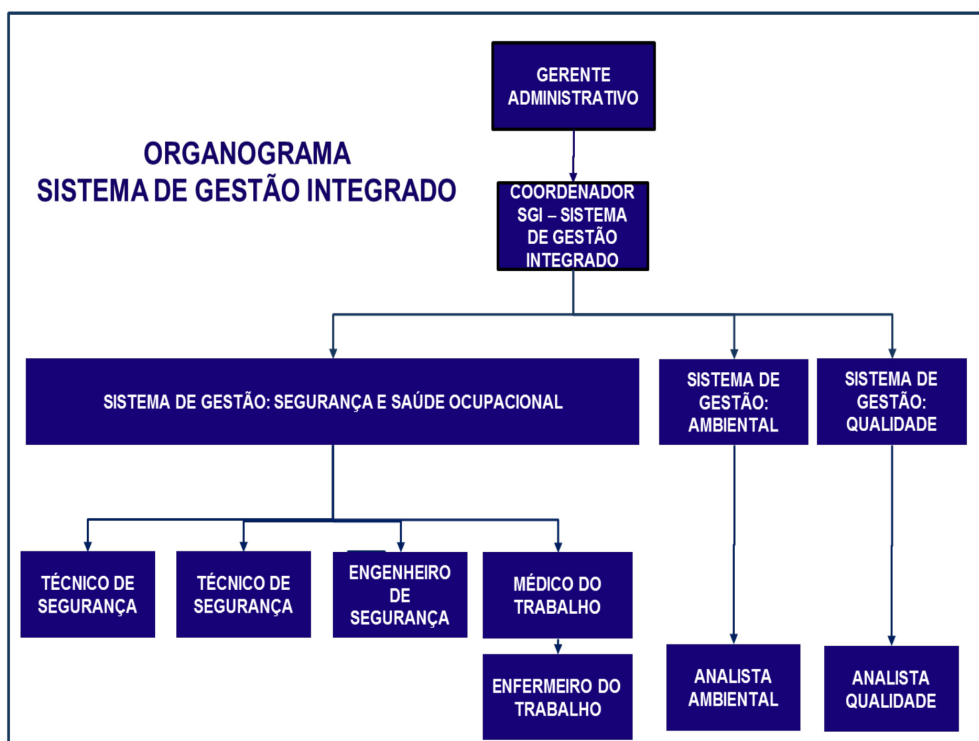 GERENTE
ADMINISTRATIVO
ORGANOGRAMA
SISTEMA DE GESTÃO INTEGRADO
COORDENADOR
SGI – SISTEMA
DE GESTÃO
INTEGRADO
SISTEMA DE GESTÃO: SEGURANÇA E SAÚDE OCUPACIONAL
SISTEMA DE
GESTÃO:
AMBIENTAL
SISTEMA DE
GESTÃO:
QUALIDADE
TÉCNICO DE
SEGURANÇA
TÉCNICO DE
SEGURANÇA
ENGENHEIRO
DE
SEGURANÇA
MÉDICO DO
TRABALHO
ENFERMEIRO DO
TRABALHO
ANALISTA
AMBIENTAL
ANALISTA
QUALIDADE